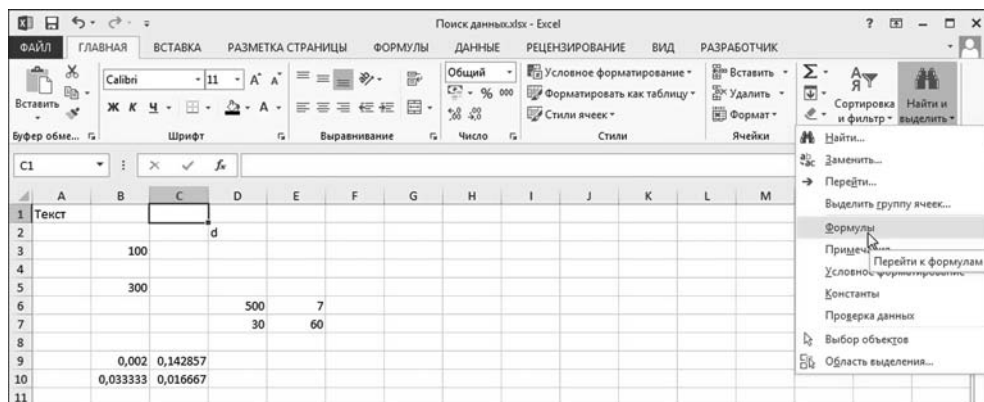 Поиск данных.xlsx - Excel
ФАЙЛ ГЛАВНАЯ ВСТАВКА РАЗМЕТКА СТРАНИЦЫ ФОРМУЛЫ ДАННЫЕ РЕЦЕНЗИРОВАНИЕ ВИД РАЗРАБОТЧИК
Вставить
Calibri 11
Ж К Ч
Общий
% 000
Условное форматирование
Форматировать как таблицу
Стили ячеек
Вставить
Удалить
Формат
Сортировка и фильтр
Найти и выделить
Буфер обме... Шрифт Выравнивание Число Стили Ячейки
C1 fx
A B C D E F G H I J K L M
1 Текст
2 d
3 100
4
5 300
6 500 7
7 30 60
8
9 0,002 0,142857
10 0,033333 0,016667
11
Найти...
Заменить...
Перейти...
Выделить группу ячеек...
Формулы
Перейти к формулам
Условное форматирование
Константы
Проверка данных
Выбор объектов
Область выделения...